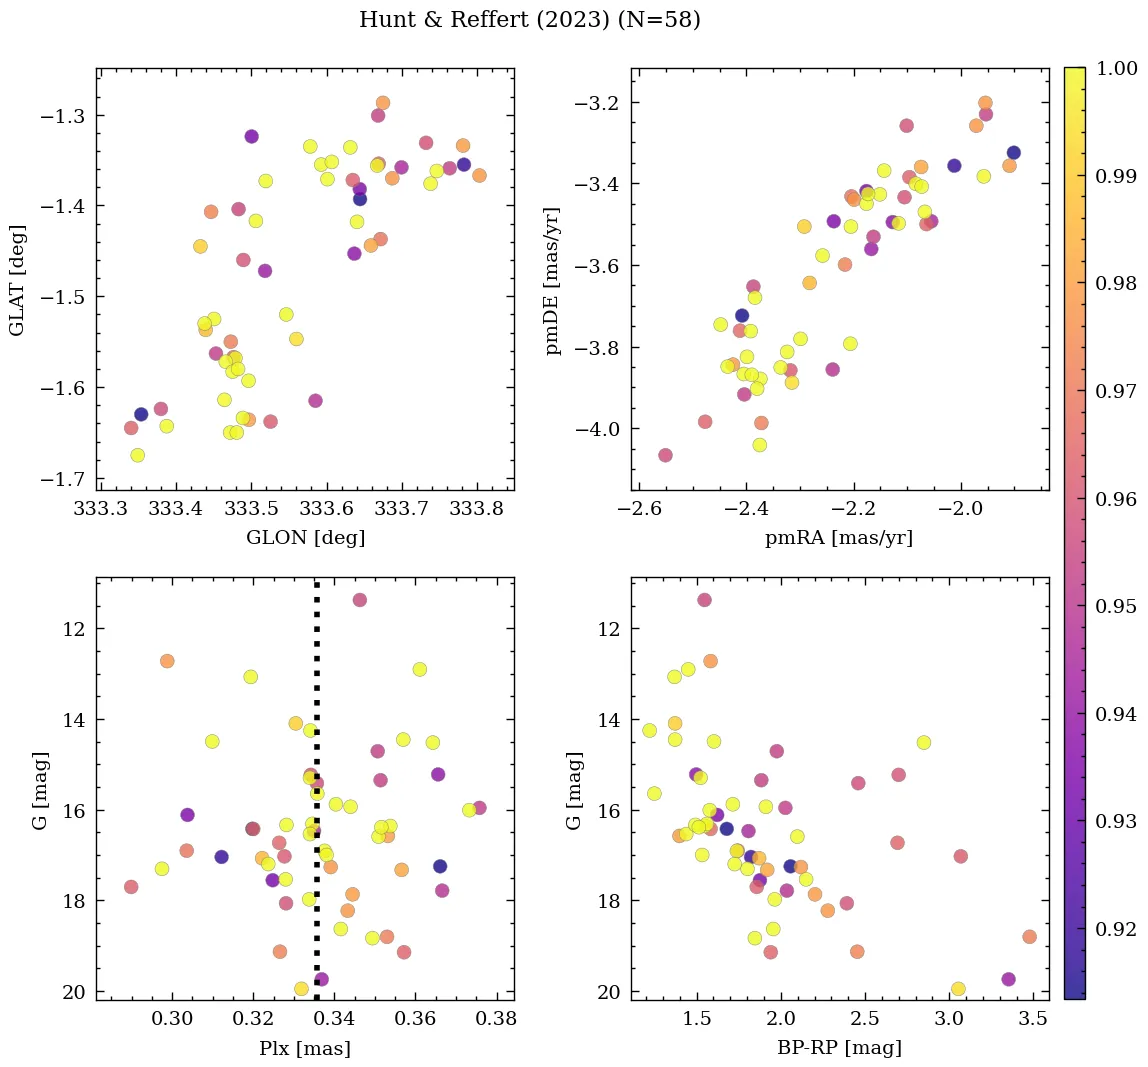 Hunt & Reffert (2023) (N=58)
−1.3
−1.4
−1.5
−1.6
−1.7
GLAT [deg]
333.3 333.4 333.5 333.6 333.7 333.8
GLON [deg]
−3.2
−3.4
−3.6
−3.8
−4.0
pmDE [mas/yr]
−2.6 −2.4 −2.2 −2.0
pmRA [mas/yr]
12
14
16
18
20
G [mag]
0.30 0.32 0.34 0.36 0.38
Plx [mas]
12
14
16
18
20
G [mag]
1.5 2.0 2.5 3.0 3.5
BP-RP [mag]
1.00
0.99
0.98
0.97
0.96
0.95
0.94
0.93
0.92